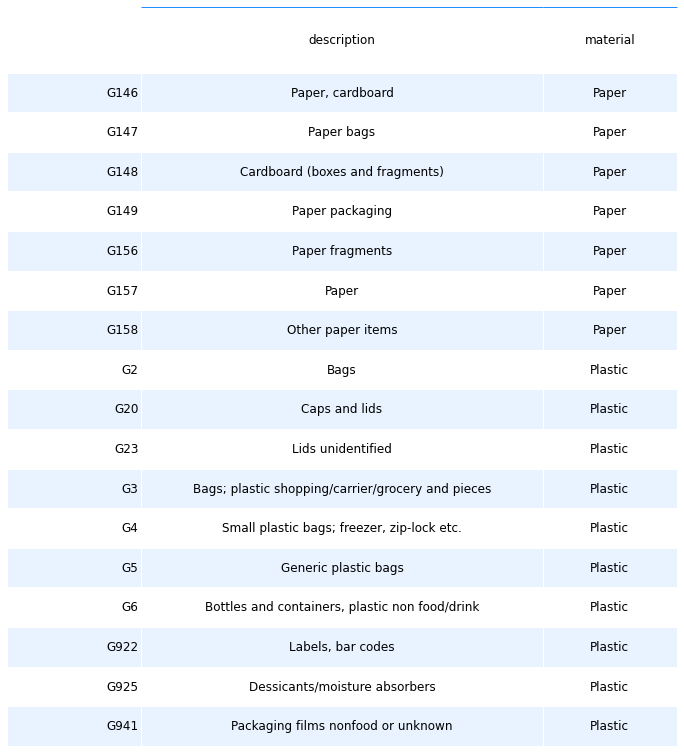 description material
G146 Paper, cardboard Paper
G147 Paper bags Paper
G148 Cardboard (boxes and fragments) Paper
G149 Paper packaging Paper
G156 Paper fragments Paper
G157 Paper Paper
G158 Other paper items Paper
G2 Bags Plastic
G20 Caps and lids Plastic
G23 Lids unidentified Plastic
G3 Bags; plastic shopping/carrier/grocery and pieces Plastic
G4 Small plastic bags; freezer, zip-lock etc. Plastic
G5 Generic plastic bags Plastic
G6 Bottles and containers, plastic non food/drink Plastic
G922 Labels, bar codes Plastic
G925 Dessicants/moisture absorbers Plastic
G941 Packaging films nonfood or unknown Plastic